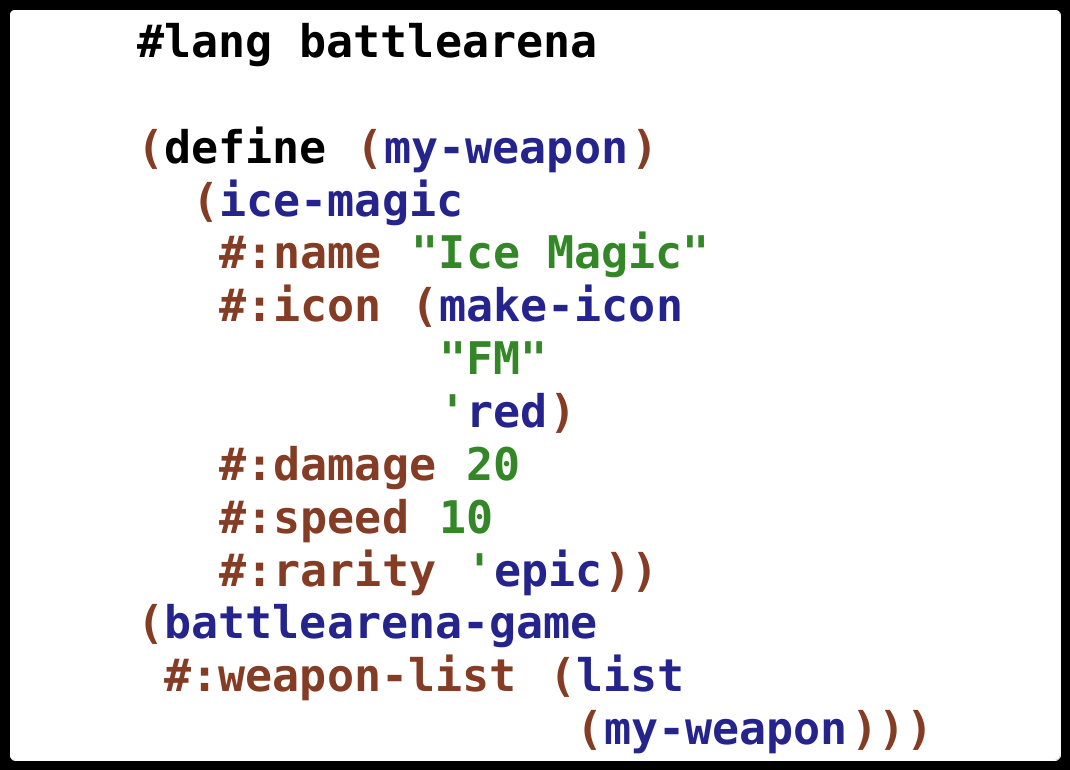 #lang battlearena

(define (my-weapon)
  (ice-magic
   #:name "Ice Magic"
   #:icon (make-icon
           "FM"
           'red)
   #:damage 20
   #:speed 10
   #:rarity 'epic))
(battlearena-game
 #:weapon-list (list
                (my-weapon)))